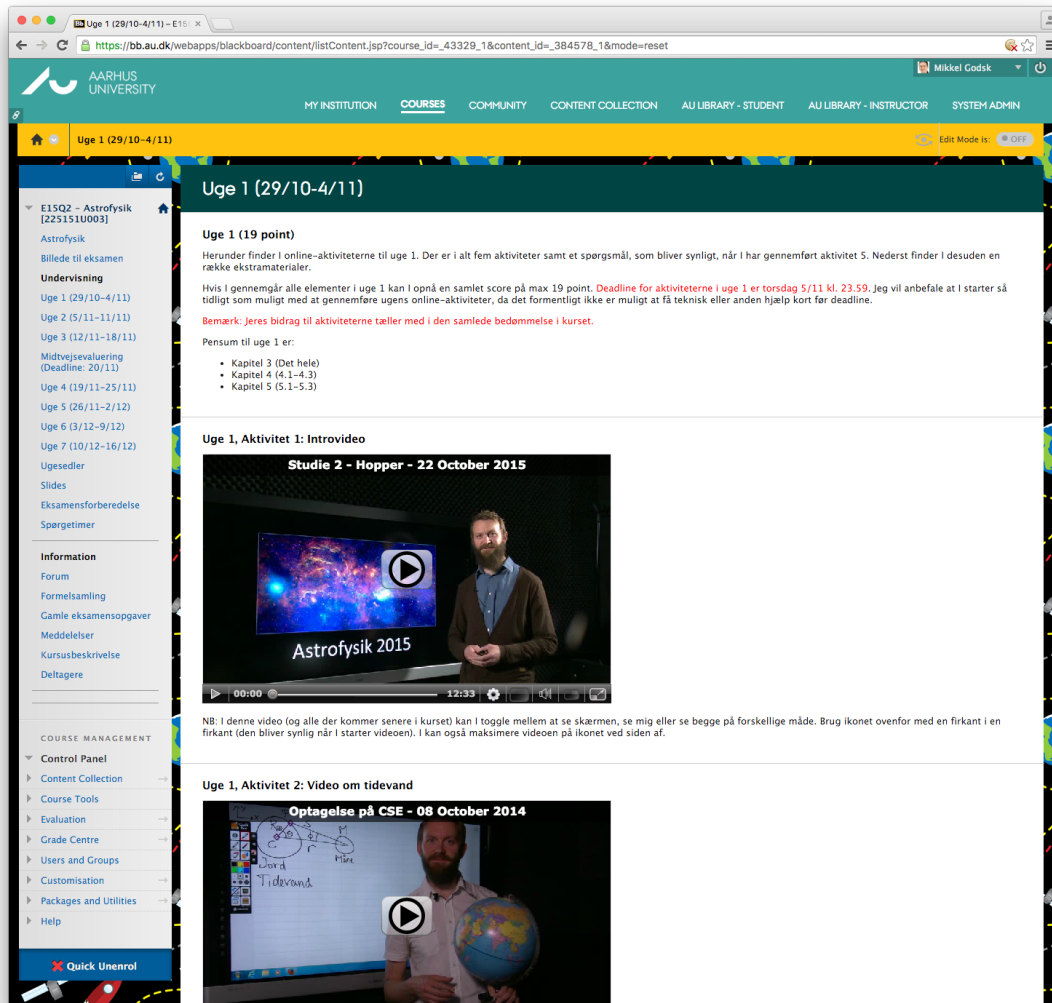 Uge 1 (29/10-4/11) – E15
https://bb.au.dk/webapps/blackboard/content/listContent.jsp?course_id=_43329_1&content_id=_384578_1&mode=reset
AARHUS
UNIVERSITY
Mikkel Godsk
MY INSTITUTION COURSES COMMUNITY CONTENT COLLECTION AU LIBRARY - STUDENT AU LIBRARY - INSTRUCTOR SYSTEM ADMIN
Uge 1 (29/10-4/11)
Edit Mode is: OFF
E15Q2 - Astrofysik
[225151U003]
Astrofysik
Billede til eksamen
Undervisning
Uge 1 (29/10-4/11)
Uge 2 (5/11-11/11)
Uge 3 (12/11-18/11)
Midtvejsevaluering
(Deadline: 20/11)
Uge 4 (19/11-25/11)
Uge 5 (26/11-2/12)
Uge 6 (3/12-9/12)
Uge 7 (10/12-16/12)
Ugesedler
Slides
Eksamensforberedelse
Spørgetimer
Information
Forum
Formelsamling
Gamle eksamensopgaver
Meddelelser
Kursusbeskrivelse
Deltagere
COURSE MANAGEMENT
Control Panel
Content Collection
Course Tools
Evaluation
Grade Centre
Users and Groups
Customisation
Packages and Utilities
Help
Quick Unenrol
Uge 1 (29/10-4/11)
Uge 1 (19 point)
Herunder finder I online-aktiviteterne til uge 1. Der er i alt fem aktiviteter samt et spørgsmål, som bliver synligt, når I har gennemført aktivitet 5. Nederst finder I desuden en
række ekstramaterialer.
Hvis I gennemgår alle elementer i uge 1 kan I opnå en samlet score på max 19 point. Deadline for aktiviteterne i uge 1 er torsdag 5/11 kl. 23.59. Jeg vil anbefale at I starter så
tidligt som muligt med at gennemføre ugens online-aktiviteter, da det formentligt ikke er muligt at få teknisk eller anden hjælp kort før deadline.
Bemærk: Jeres bidrag til aktiviteterne tæller med i den samlede bedømmelse i kurset.
Pensum til uge 1 er:
Kapitel 3 (Det hele)
Kapitel 4 (4.1-4.3)
Kapitel 5 (5.1-5.3)
Uge 1, Aktivitet 1: Introvideo
Studie 2 - Hopper - 22 October 2015
Astrofysik 2015
00:00 12:33
NB: I denne video (og alle der kommer senere i kurset) kan I toggle mellem at se skærmen, se mig eller se begge på forskellige måde. Brug ikonet ovenfor med en firkant i en
firkant (den bliver synlig når I starter videoen). I kan også maksimere videoen på ikonet ved siden af.
Uge 1, Aktivitet 2: Video om tidevand
Optagelse på CSE - 08 October 2014
M
r
Måne
Jord
Tidevand